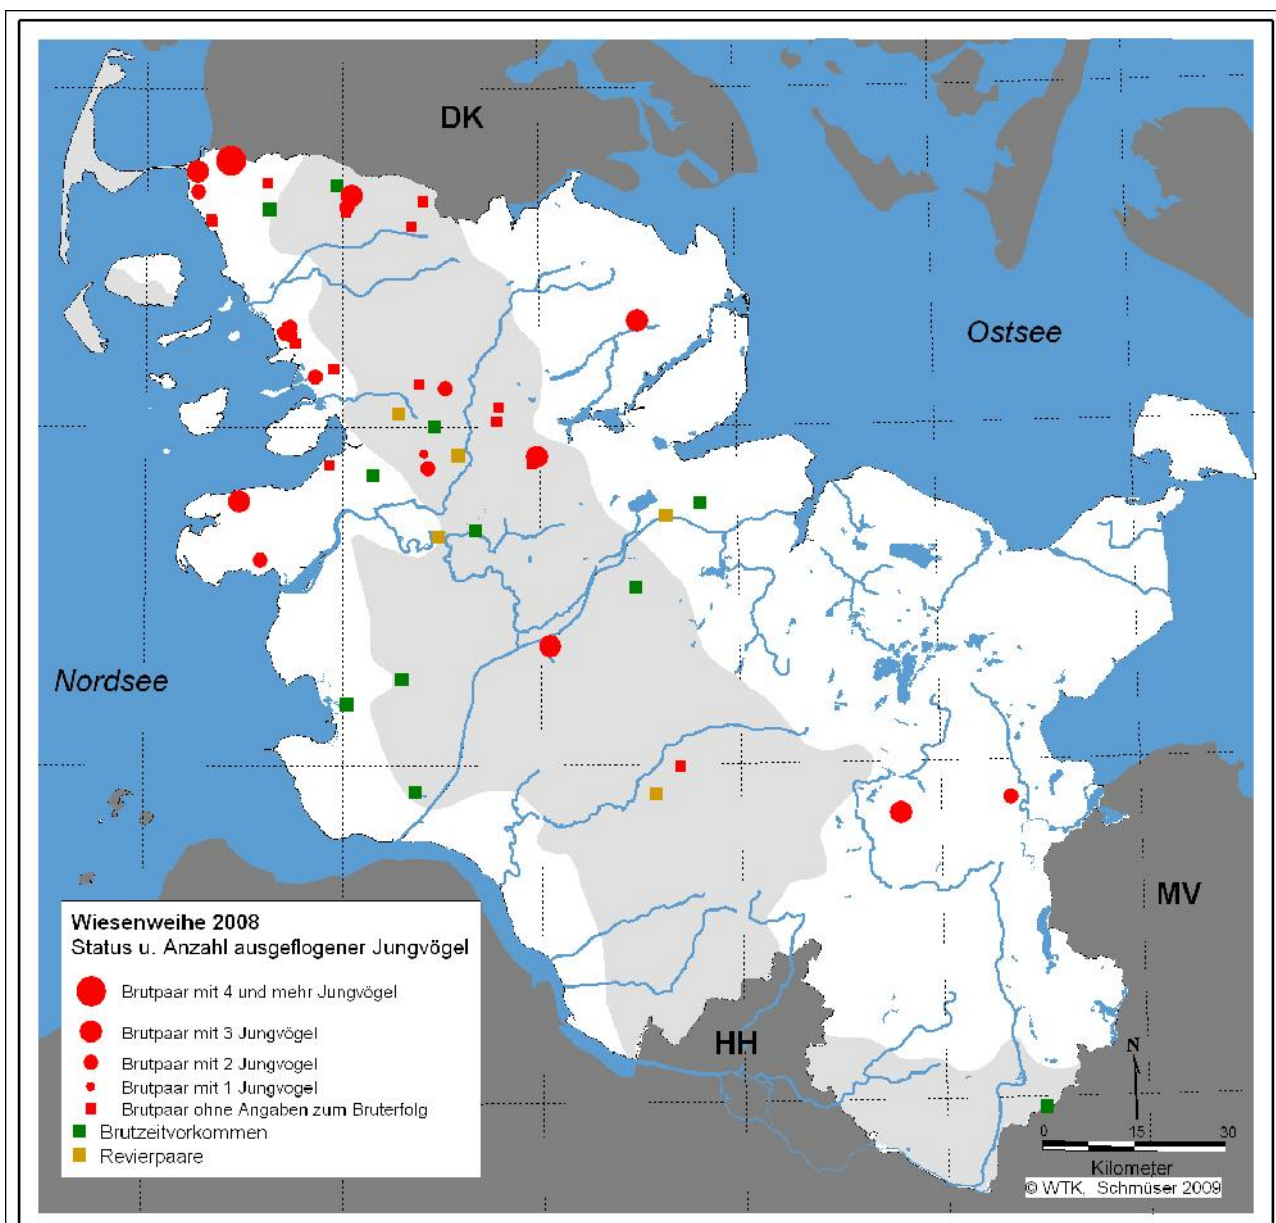 DK
Ostsee
Nordsee
MV
HH
Wiesenweihe 2008
Status u. Anzahl ausgeflogener Jungvögel
Brutpaar mit 4 und mehr Jungvögel
Brutpaar mit 3 Jungvögel
Brutpaar mit 2 Jungvogel
Brutpaar mit 1 Jungvogel
Brutpaar ohne Angaben zum Bruterfolg
Brutzeitvorkommen
Revierpaare
N
0 15 30
Kilometer
© WTK, Schmüser 2009